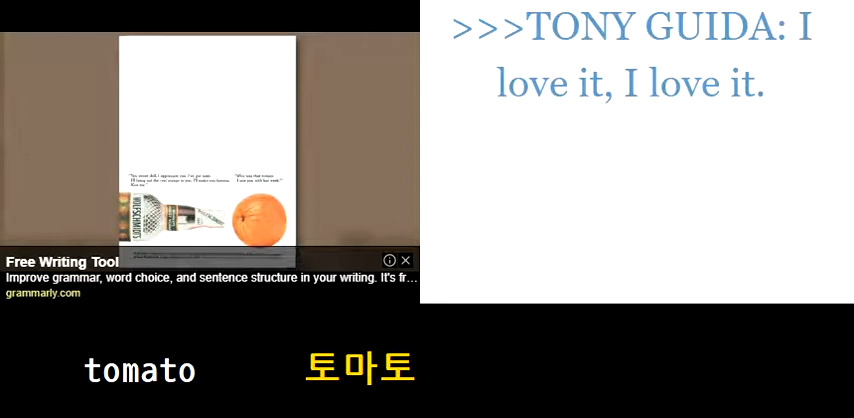 >>>TONY GUIDA: I
love it, I love it.
WOLFSCHMIDT'S
Free Writing Tool
Improve grammar, word choice, and sentence structure in your writing. It's fr...
grammarly.com
tomato 토마토